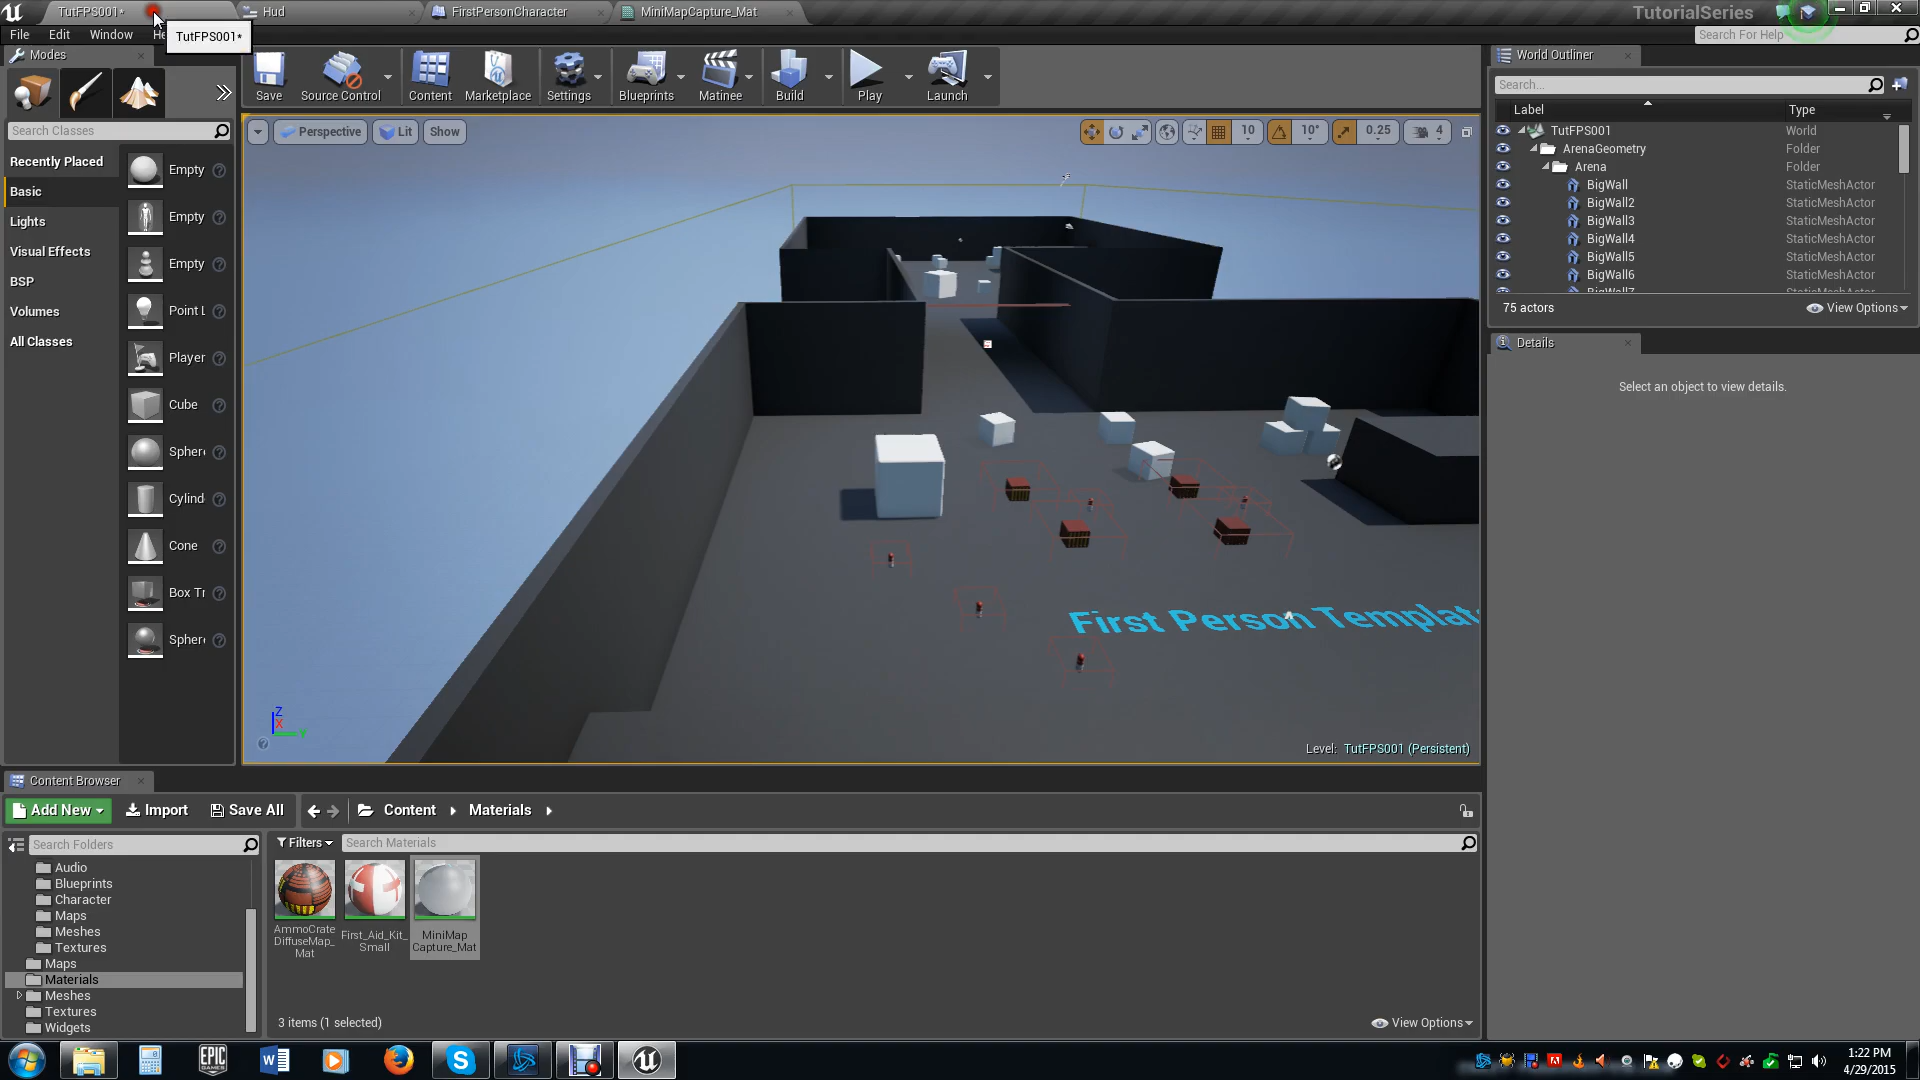 TutFPS001*
Hud
FirstPersonCharacter
MiniMapCapture_Mat
TutorialSeries
File
Edit
Window
He
TutFPS001*
Search For Help
Modes
Save
Source Control
Content
Marketplace
Settings
Blueprints
Matinee
Build
Play
Launch
World Outliner
Search...
Label
Type
Search Classes
Perspective
Lit
Show
10
10°
0.25
4
TutFPS001
World
ArenaGeometry
Folder
Arena
Folder
BigWall
StaticMeshActor
BigWall2
StaticMeshActor
BigWall3
StaticMeshActor
BigWall4
StaticMeshActor
BigWall5
StaticMeshActor
BigWall6
StaticMeshActor
75 actors
View Options
Details
Select an object to view details.
Recently Placed
Basic
Lights
Visual Effects
BSP
Volumes
All Classes
Empty
Empty
Empty
Point L
Player
Cube
Sphere
Cylind
Cone
Box Tr
Sphere
First Person Template
Z
X
Level: TutFPS001 (Persistent)
Content Browser
Add New
Import
Save All
Content
Materials
Search Folders
Filters
Search Materials
Audio
Blueprints
Character
Maps
Meshes
Textures
Maps
Materials
Meshes
Textures
Widgets
AmmoCrate
DiffuseMap_
Mat
First_Aid_Kit_
Small
MiniMap
Capture_Mat
3 items (1 selected)
View Options
EPIC
GAMES
1:22 PM
4/29/2015